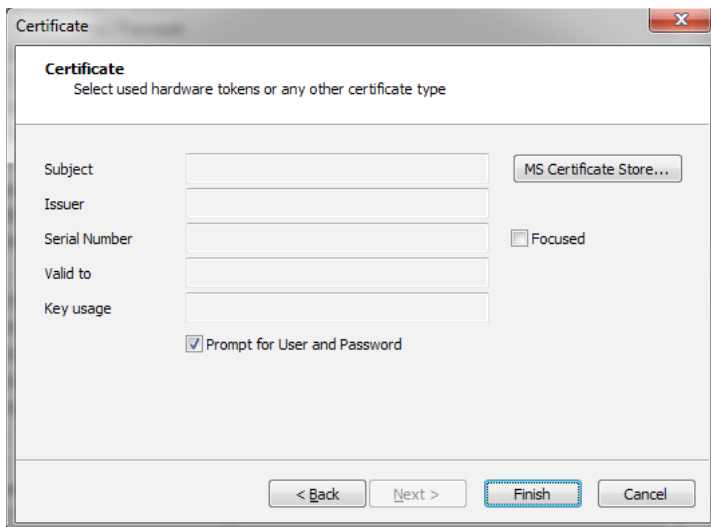 Certificate
Certificate
Select used hardware tokens or any other certificate type
Subject
MS Certificate Store...
Issuer
Serial Number
Focused
Valid to
Key usage
Prompt for User and Password
< Back
Next >
Finish
Cancel